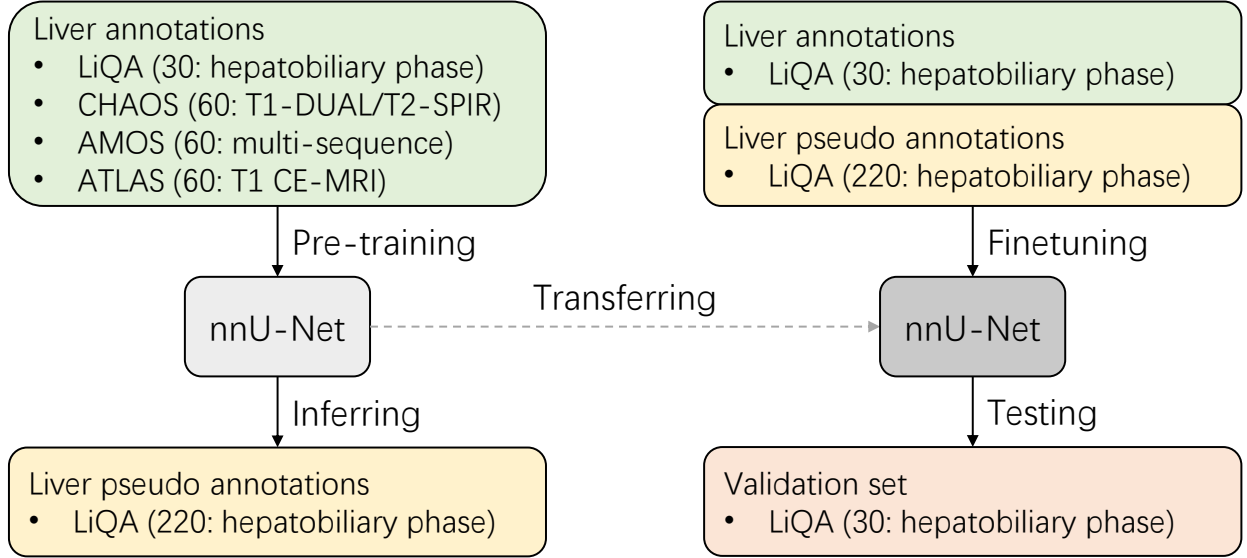 Liver annotations
• LiQA (30: hepatobiliary phase)
• CHAOS (60: T1-DUAL/T2-SPIR)
• AMOS (60: multi-sequence)
• ATLAS (60: T1 CE-MRI)
Pre-training
nnU-Net
Inferring
Liver pseudo annotations
• LiQA (220: hepatobiliary phase)
Transferring
Liver annotations
• LiQA (30: hepatobiliary phase)
Liver pseudo annotations
• LiQA (220: hepatobiliary phase)
Finetuning
nnU-Net
Testing
Validation set
• LiQA (30: hepatobiliary phase)